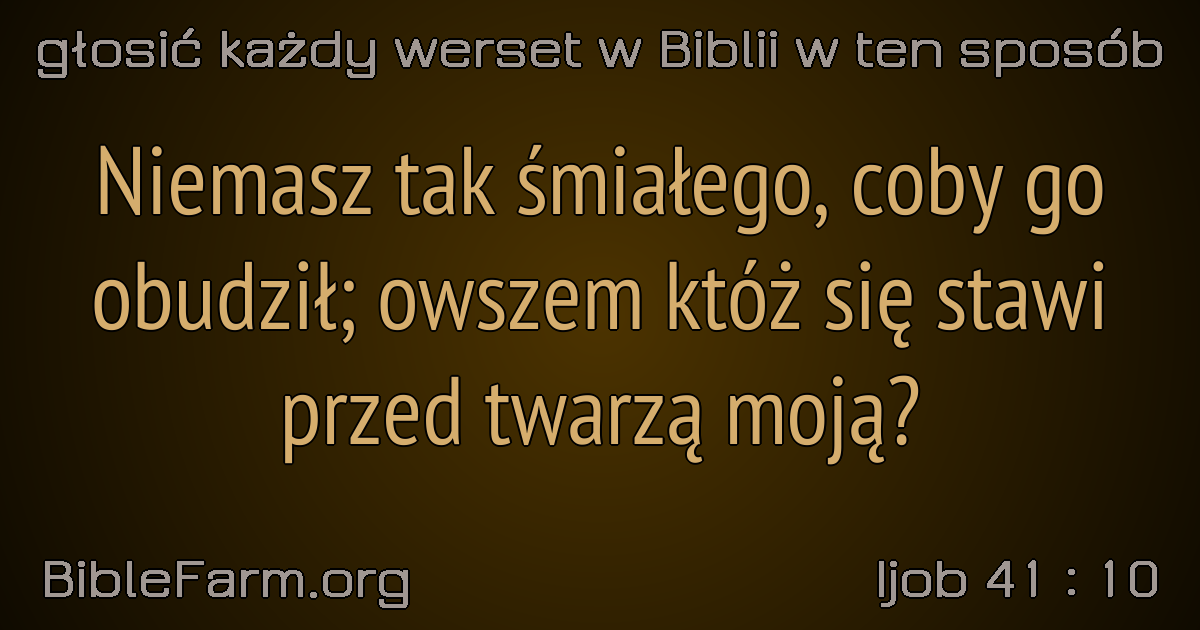 głosić każdy werset w Biblii w ten sposób
Niemasz tak śmiałego, coby go
obudził; owszem któż się stawi
przed twarzą moją?
BibleFarm.org
Ijob 41 : 10